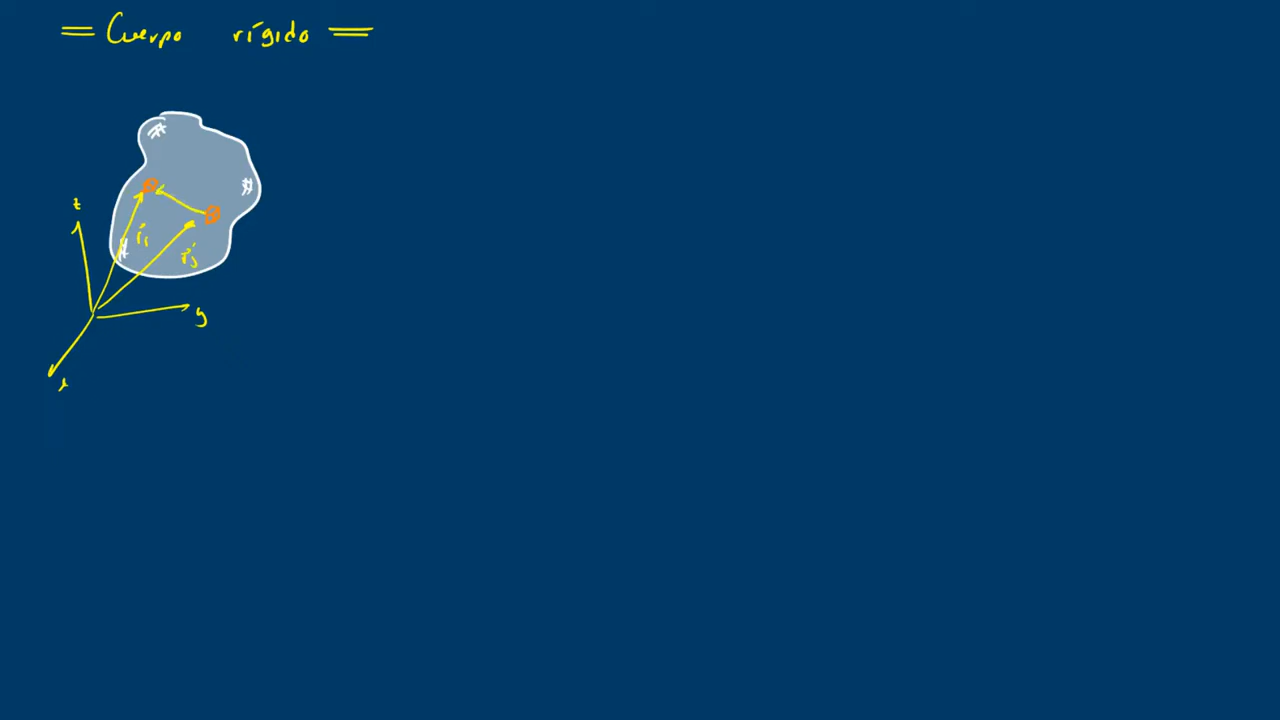 = Cuerpo rígido =
z
r⃗i
r⃗j
y
x